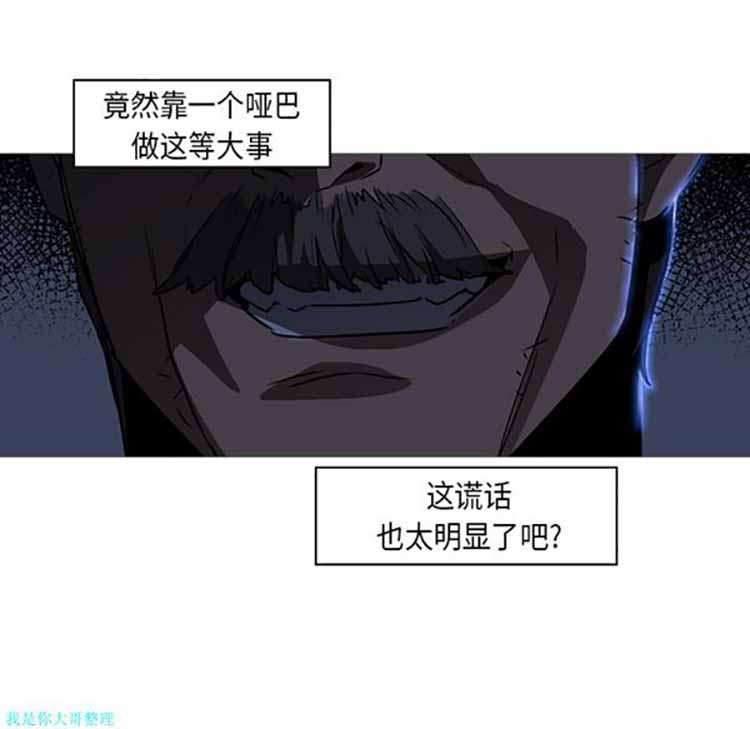 竟然靠一个哑巴
做这等大事
这谎话
也太明显了吧?
我是你大哥整理